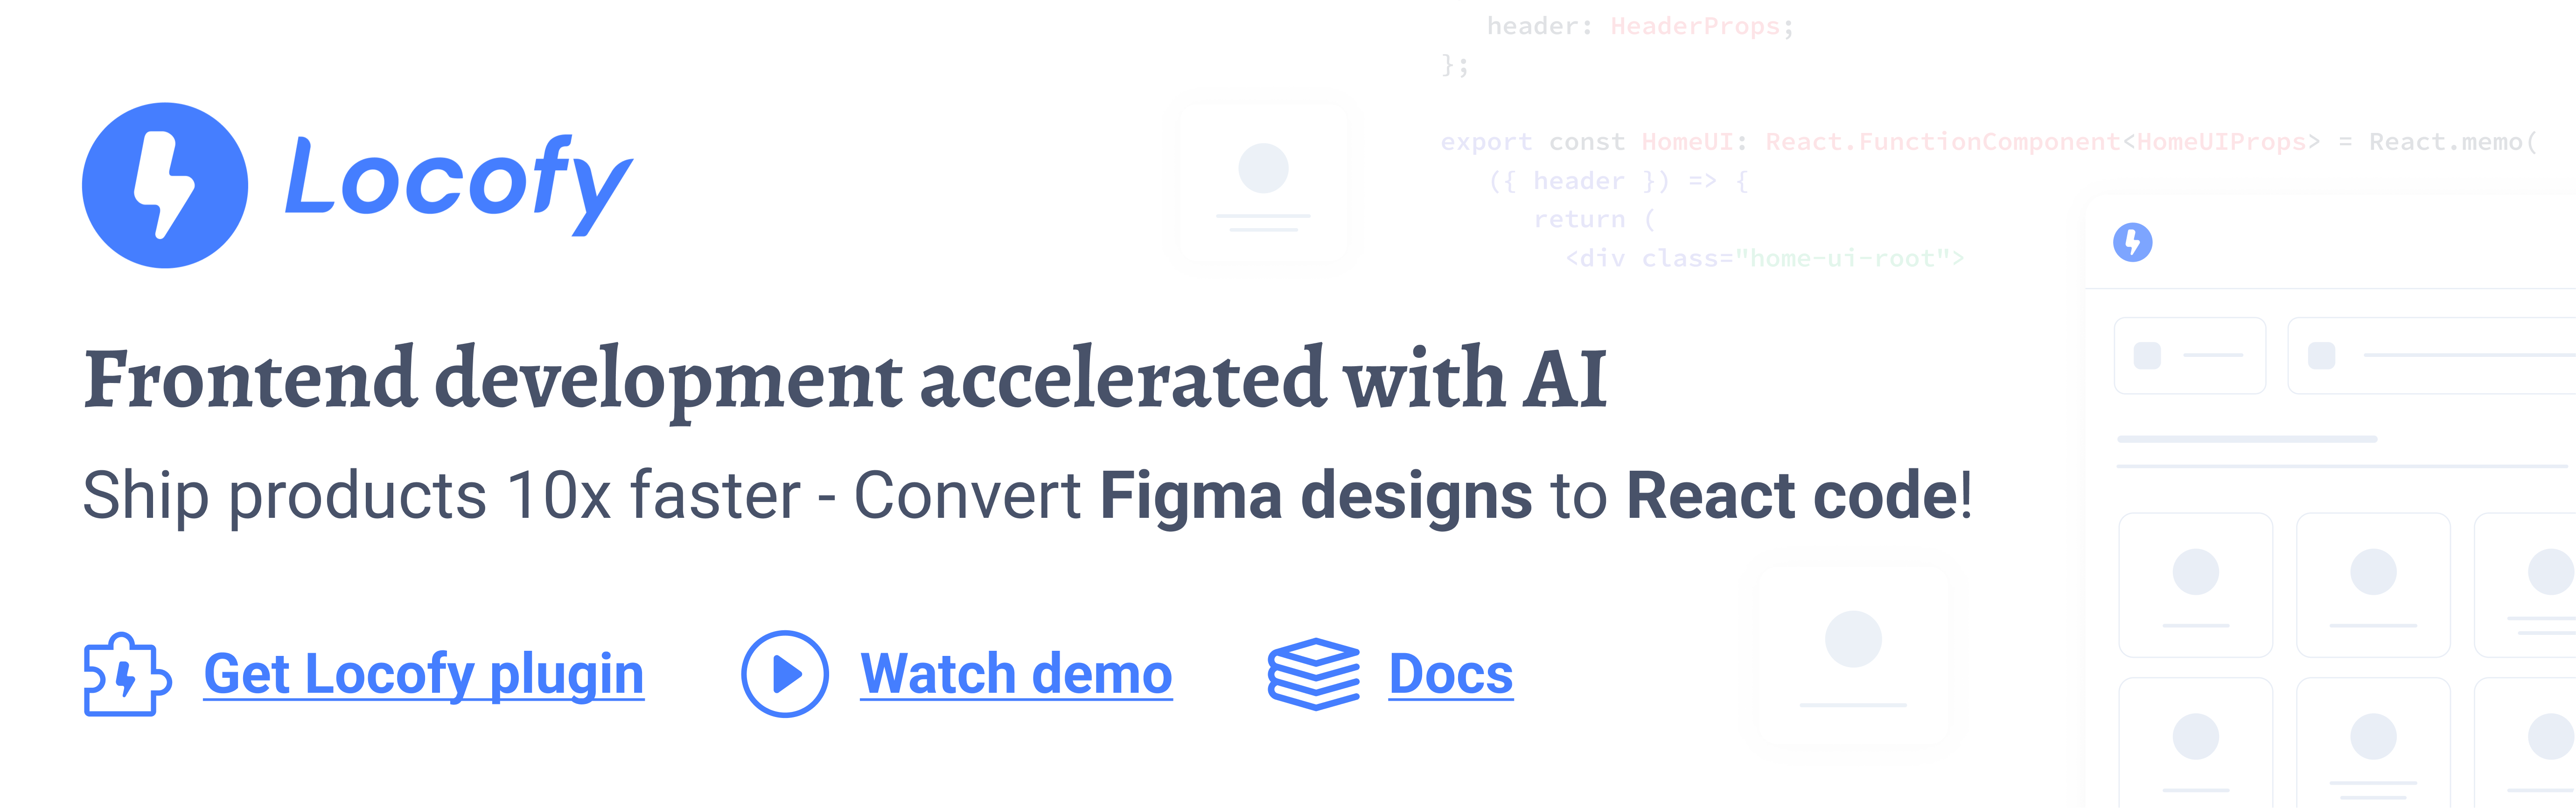 header: HeaderProps;
};
export const HomeUI: React.FunctionComponent<HomeUIProps> = React.memo(
({ header }) => {
return (
<div class="home-ui-root">
Locofy
Frontend development accelerated with AI
Ship products 10x faster - Convert Figma designs to React code!
Get Locofy plugin
Watch demo
Docs